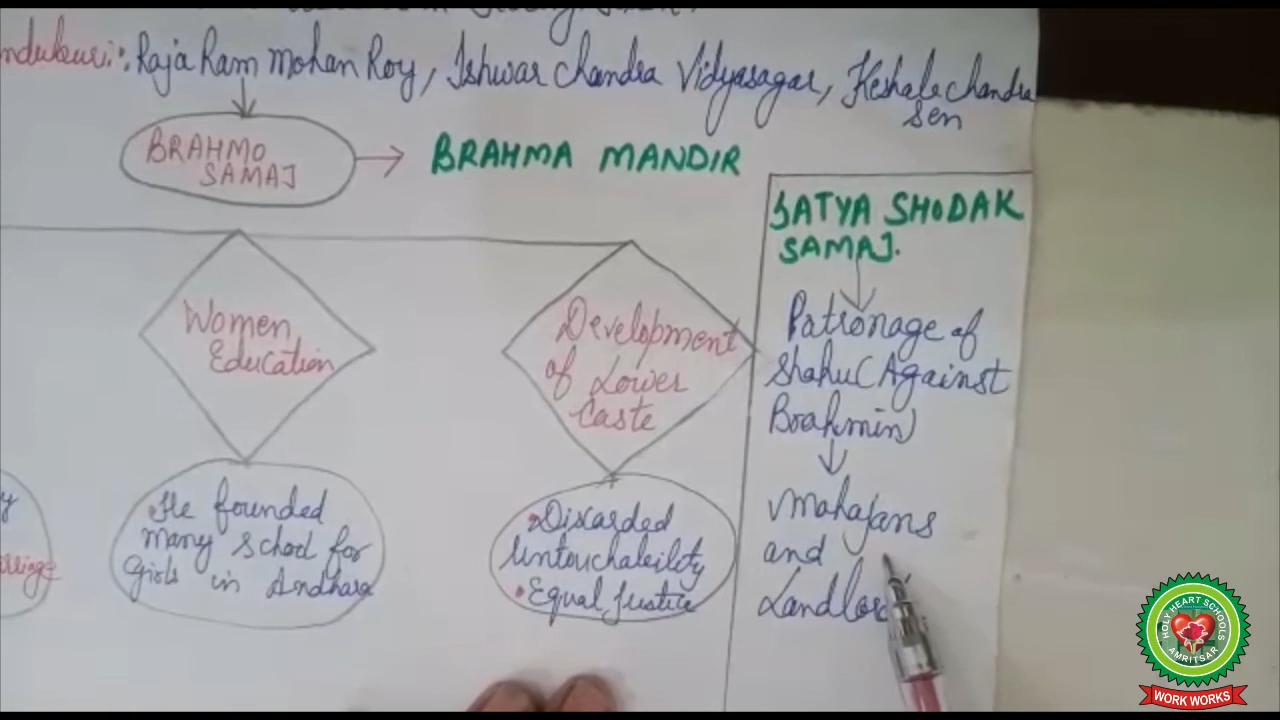 ndukuri:. Raja Ram Mohan Roy, Ishwar Chandra Vidyasagar, Keshab Chandra
Sen
BRAHMO
SAMAJ
BRAHMA MANDIR
SATYA SHODAK
SAMAJ.
Patronage of
Shahu (Against
Brahmin)
Mahajans
and
Landlor
Women
Education
Development
of Lower
Caste
He founded
many School for
Girls in Andhara
Discarded
Untouchability
Equal Justice
HOLY HEART SCHOOLS
AMRITSAR
WORK WORKS